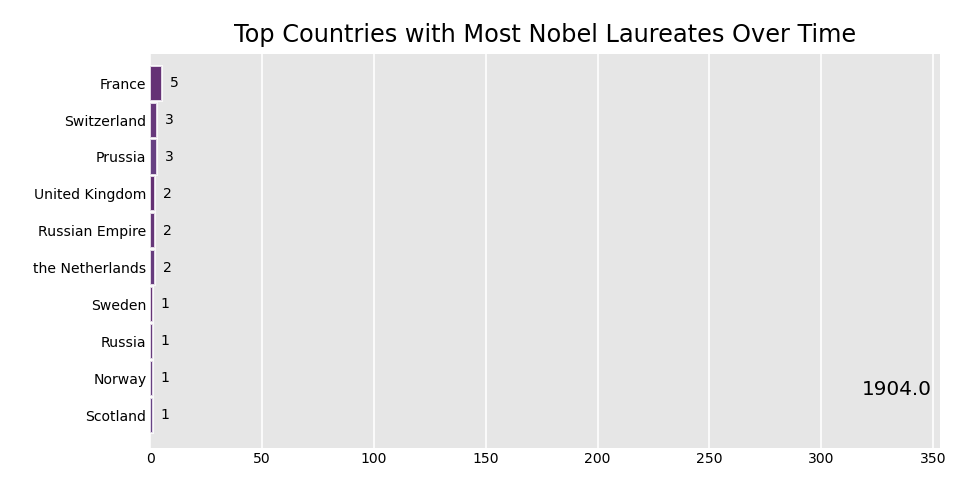 Top Countries with Most Nobel Laureates Over Time
France 5
Switzerland 3
Prussia 3
United Kingdom 2
Russian Empire 2
the Netherlands 2
Sweden 1
Russia 1
Norway 1
1904.0
Scotland 1
0 50 100 150 200 250 300 350